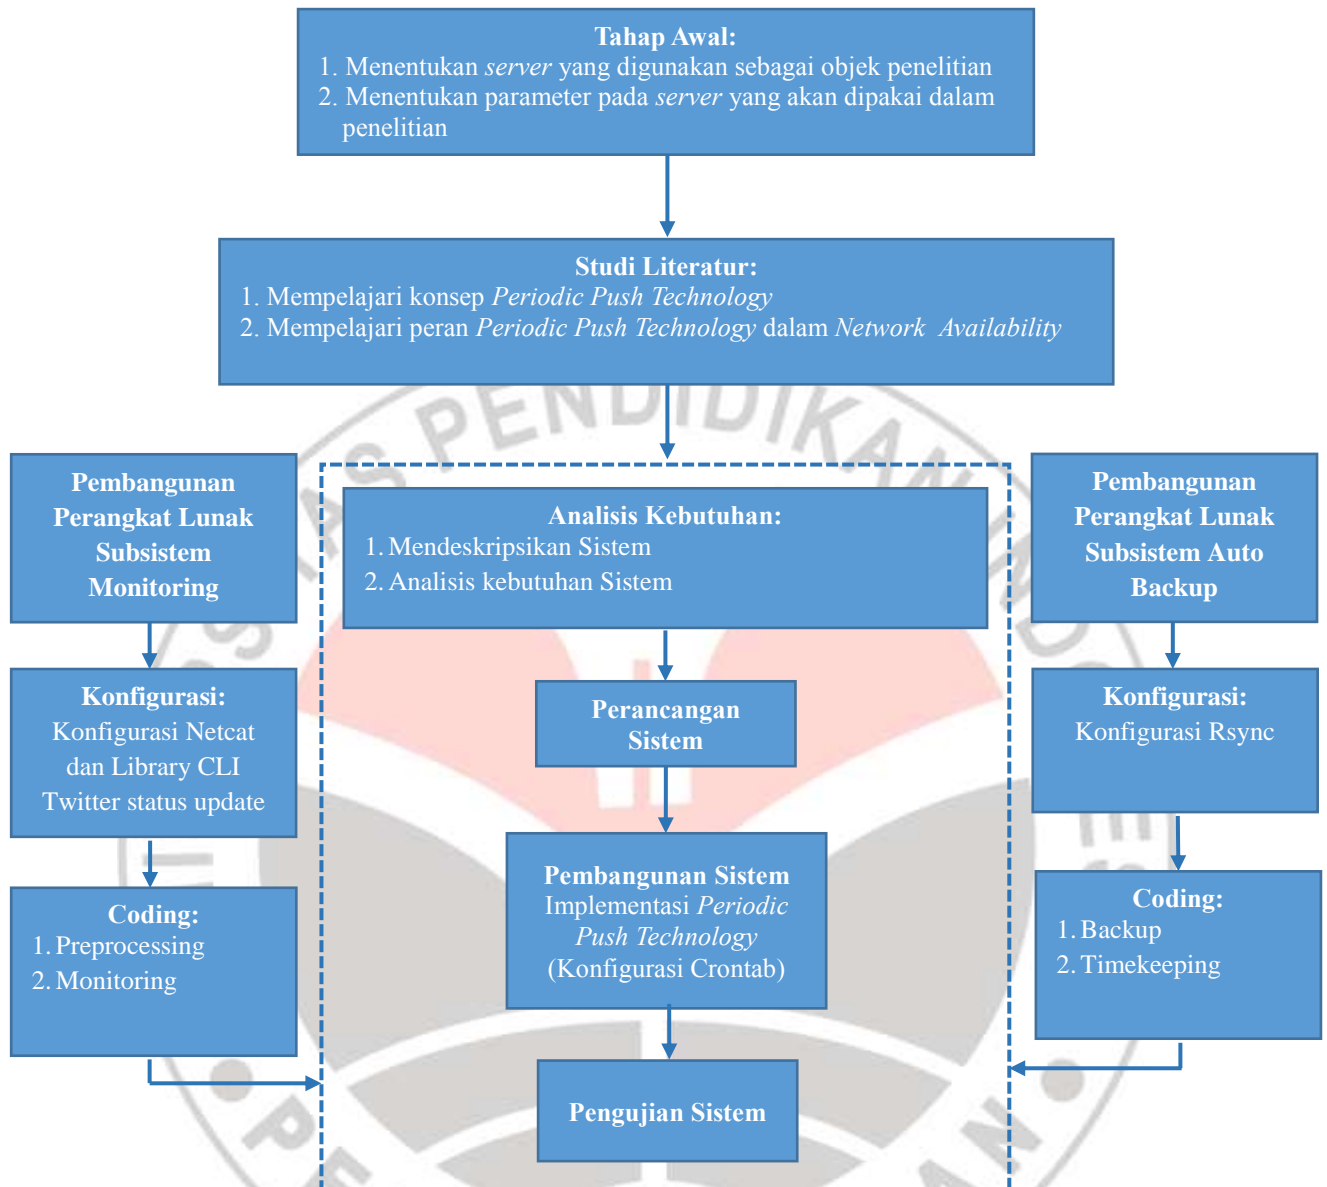 Tahap Awal:
1. Menentukan server yang digunakan sebagai objek penelitian
2. Menentukan parameter pada server yang akan dipakai dalam
penelitian
Studi Literatur:
1. Mempelajari konsep Periodic Push Technology
2. Mempelajari peran Periodic Push Technology dalam Network Availability
Pembangunan
Perangkat Lunak
Subsistem
Monitoring
Konfigurasi:
Konfigurasi Netcat
dan Library CLI
Twitter status update
Coding:
1. Preprocessing
2. Monitoring
Analisis Kebutuhan:
1. Mendeskripsikan Sistem
2. Analisis kebutuhan Sistem
Perancangan
Sistem
Pembangunan Sistem
Implementasi Periodic
Push Technology
(Konfigurasi Crontab)
Pengujian Sistem
Pembangunan
Perangkat Lunak
Subsistem Auto
Backup
Konfigurasi:
Konfigurasi Rsync
Coding:
1. Backup
2. Timekeeping